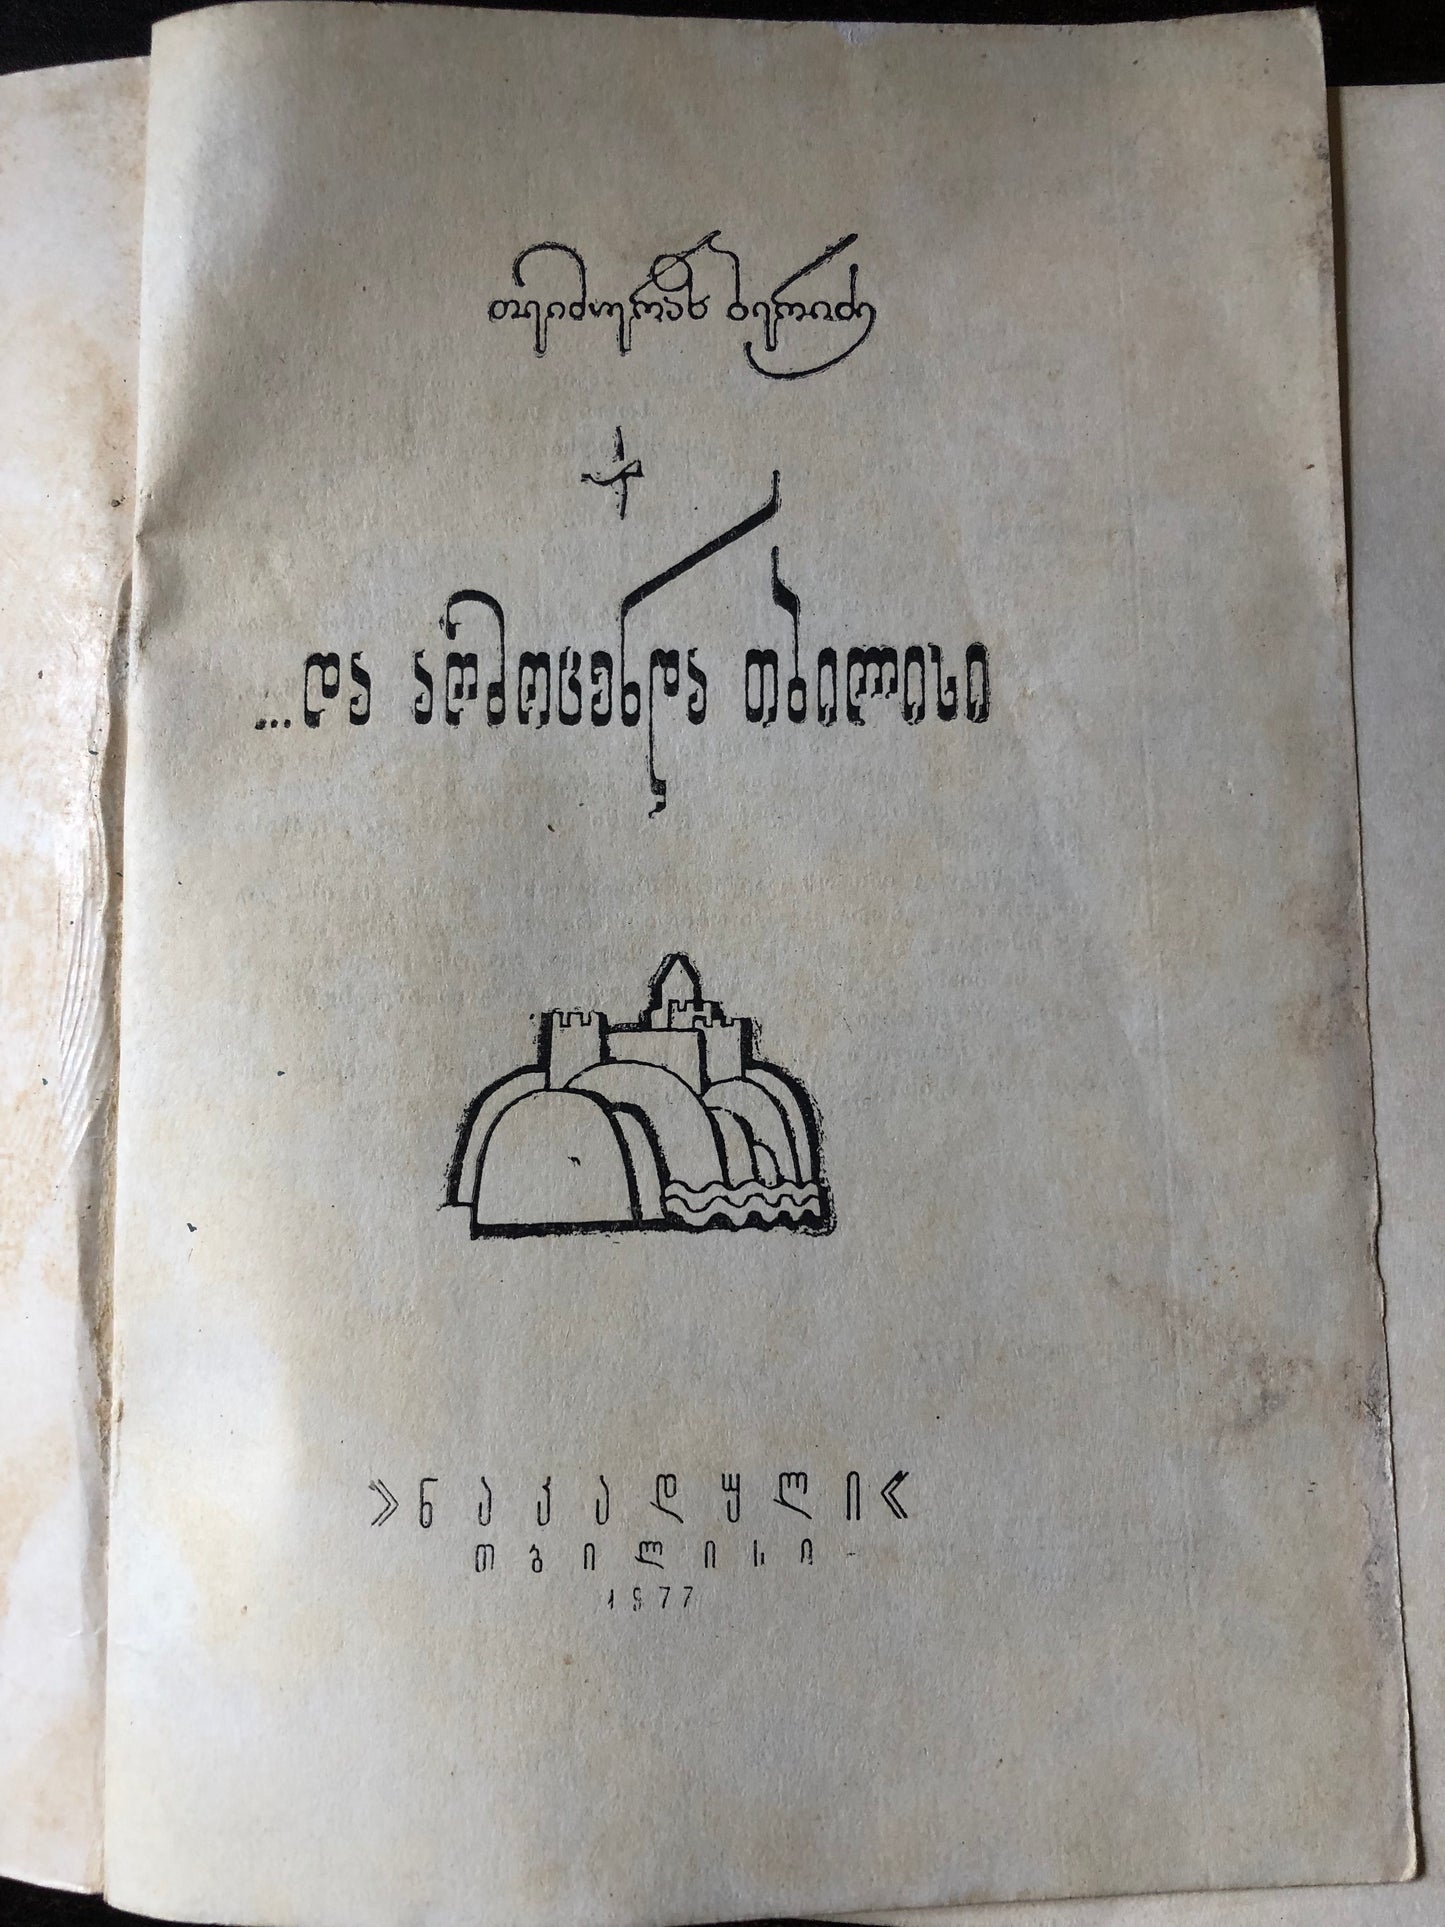 თეიმურაზ ბერიძე
...და აღმოცენდა თბილისი
»ნაკადული«
თბილისი
1977